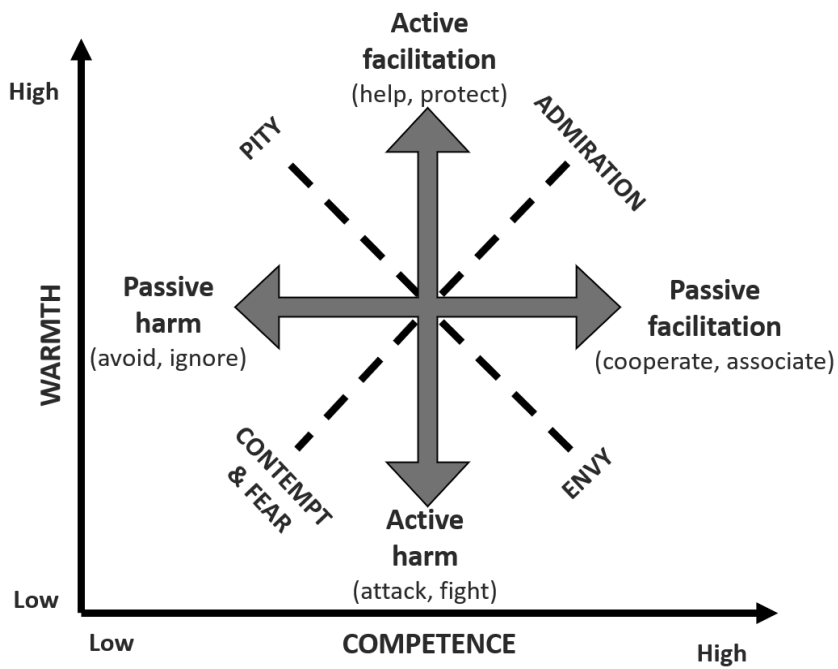 Active
facilitation
(help, protect)
High
PITY
ADMIRATION
Passive
harm
(avoid, ignore)
Passive
facilitation
(cooperate, associate)
WARMTH
CONTEMPT
& FEAR
ENVY
Active
harm
(attack, fight)
Low
Low
COMPETENCE
High